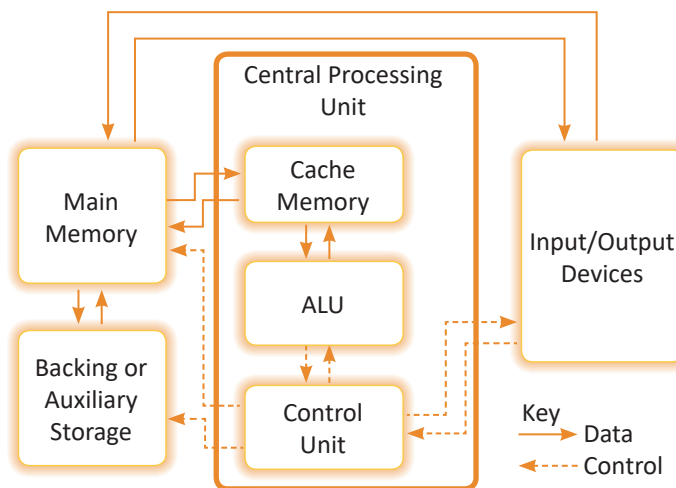 Central Processing
Unit
Main
Memory
Cache
Memory
Input/Output
Devices
ALU
Backing or
Auxiliary
Storage
Control
Unit
Key
Data
Control